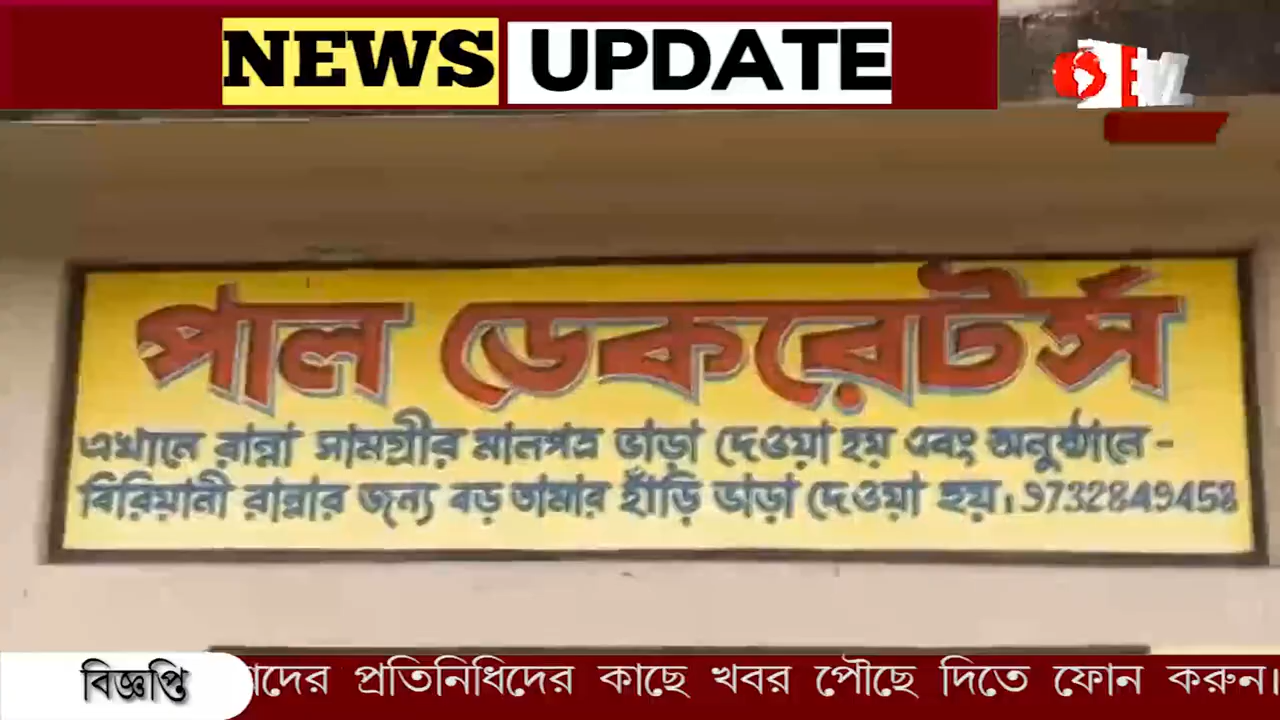 NEWS UPDATE
পাল ডেকরেটর্স
এখানে রান্না সামগ্রীর মালপত্র ভাড়া দেওয়া হয় এবং অনুষ্ঠানে -
বিরিয়ানী রান্নার জন্য বড় তামার হাঁড়ি ভাড়া দেওয়া হয়। 9732849458
বিজ্ঞপ্তি
প্রতিনিধিদের কাছে খবর পৌছে দিতে ফোন করুন।